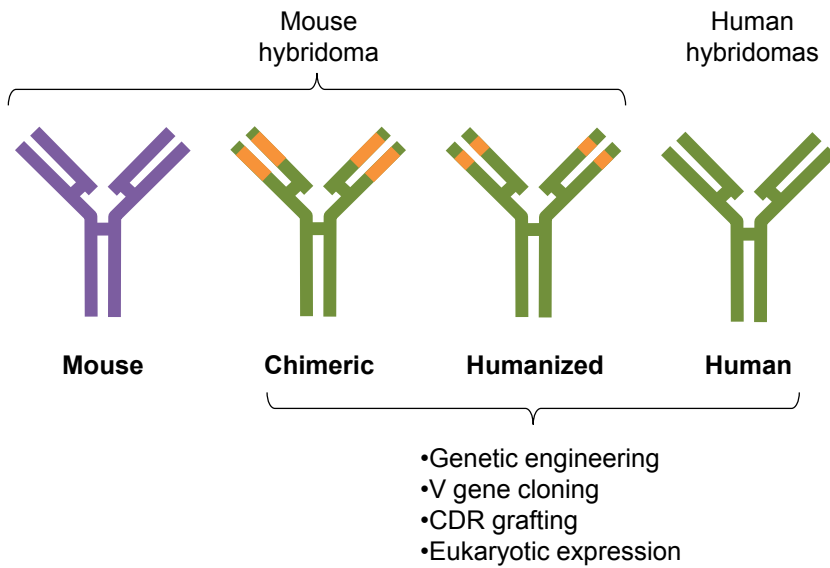 Mouse
hybridoma
Human
hybridomas
Mouse
Chimeric
Humanized
Human
•Genetic engineering
•V gene cloning
•CDR grafting
•Eukaryotic expression